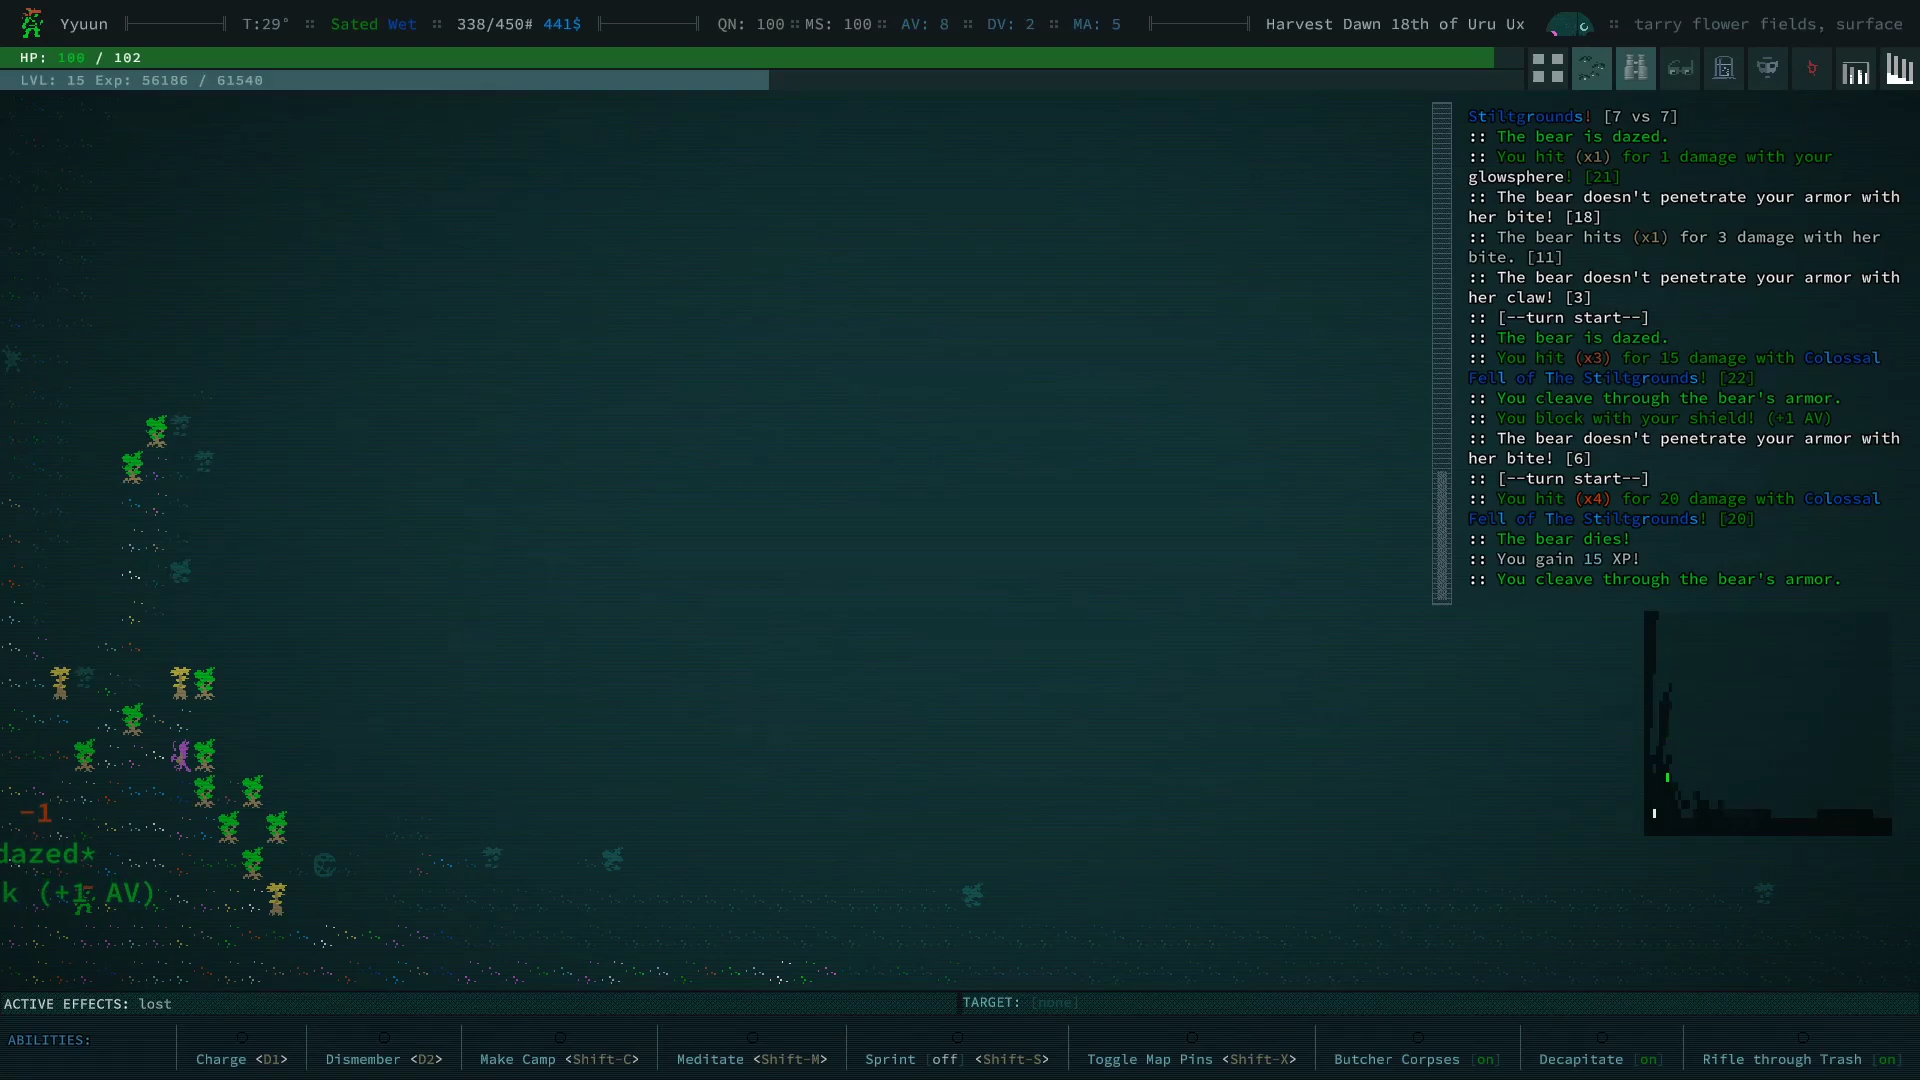 Yyuun T:29° :: Sated Wet :: 338/450# 441$ QN: 100 :: MS: 100 :: AV: 8 :: DV: 2 :: MA: 5 Harvest Dawn 18th of Uru Ux :: tarry flower fields, surface
HP: 100 / 102
LVL: 15 Exp: 56186 / 61540
Stiltgrounds! [7 vs 7]
:: The bear is dazed.
:: You hit (x1) for 1 damage with your
glowsphere! [21]
:: The bear doesn't penetrate your armor with
her bite! [18]
:: The bear hits (x1) for 3 damage with her
bite. [11]
:: The bear doesn't penetrate your armor with
her claw! [3]
:: [--turn start--]
:: The bear is dazed.
:: You hit (x3) for 15 damage with Colossal
Fell of The Stiltgrounds! [22]
:: You cleave through the bear's armor.
:: You block with your shield! (+1 AV)
:: The bear doesn't penetrate your armor with
her bite! [6]
:: [--turn start--]
:: You hit (x4) for 20 damage with Colossal
Fell of The Stiltgrounds! [20]
:: The bear dies!
:: You gain 15 XP!
:: You cleave through the bear's armor.
-1
dazed*
k (+1 AV)
ACTIVE EFFECTS: lost TARGET: [none]
ABILITIES: Charge <D1> Dismember <D2> Make Camp <Shift-C> Meditate <Shift-M> Sprint [off] <Shift-S> Toggle Map Pins <Shift-X> Butcher Corpses [on] Decapitate [on] Rifle through Trash [on]